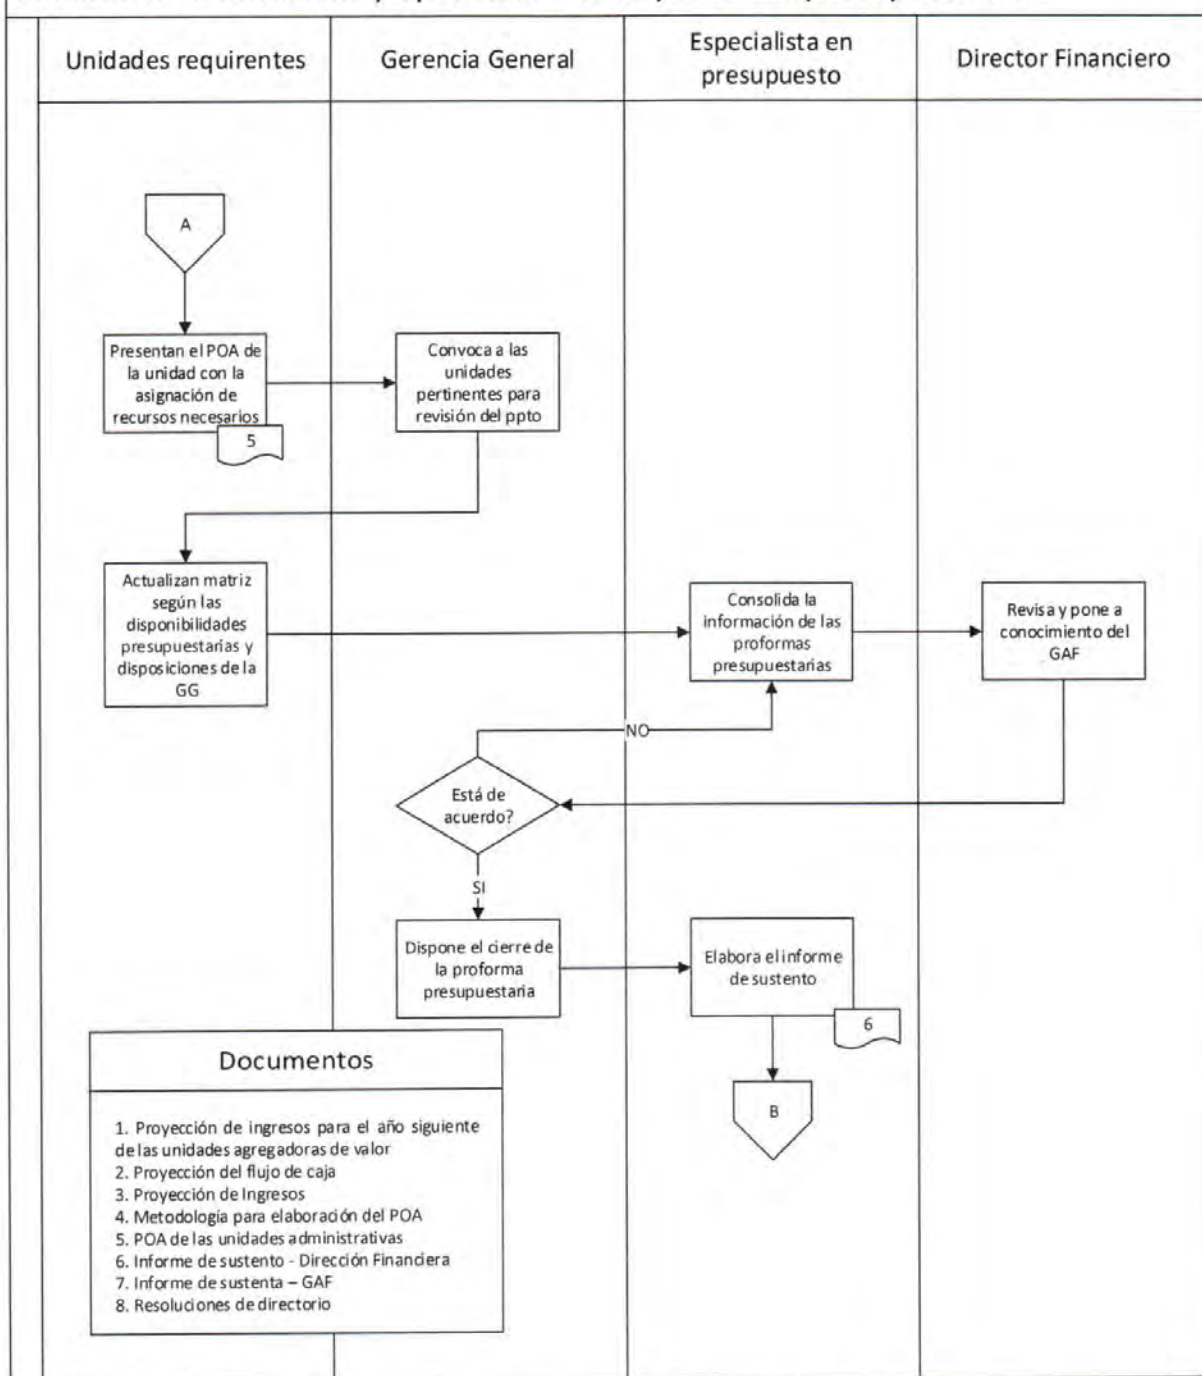 Unidades requirentes
Gerencia General
Especialista en
presupuesto
Director Financiero
A
Presentan el POA de
la unidad con la
asignación de
recursos necesarios
5
Convoca a las
unidades
pertinentes para
revisión del ppto
Actualizan matriz
según las
disponibilidades
presupuestarias y
disposiciones de la
GG
Consolida la
información de las
proformas
presupuestarias
Revisa y pone a
conocimiento del
GAF
NO
Está de
acuerdo?
SI
Dispone el cierre de
la proforma
presupuestaria
Elabora el informe
de sustento
6
B
Documentos
1. Proyección de ingresos para el año siguiente
de las unidades agregadoras de valor
2. Proyección del flujo de caja
3. Proyección de Ingresos
4. Metodología para elaboración del POA
5. POA de las unidades administrativas
6. Informe de sustento - Dirección Financiera
7. Informe de sustenta – GAF
8. Resoluciones de directorio